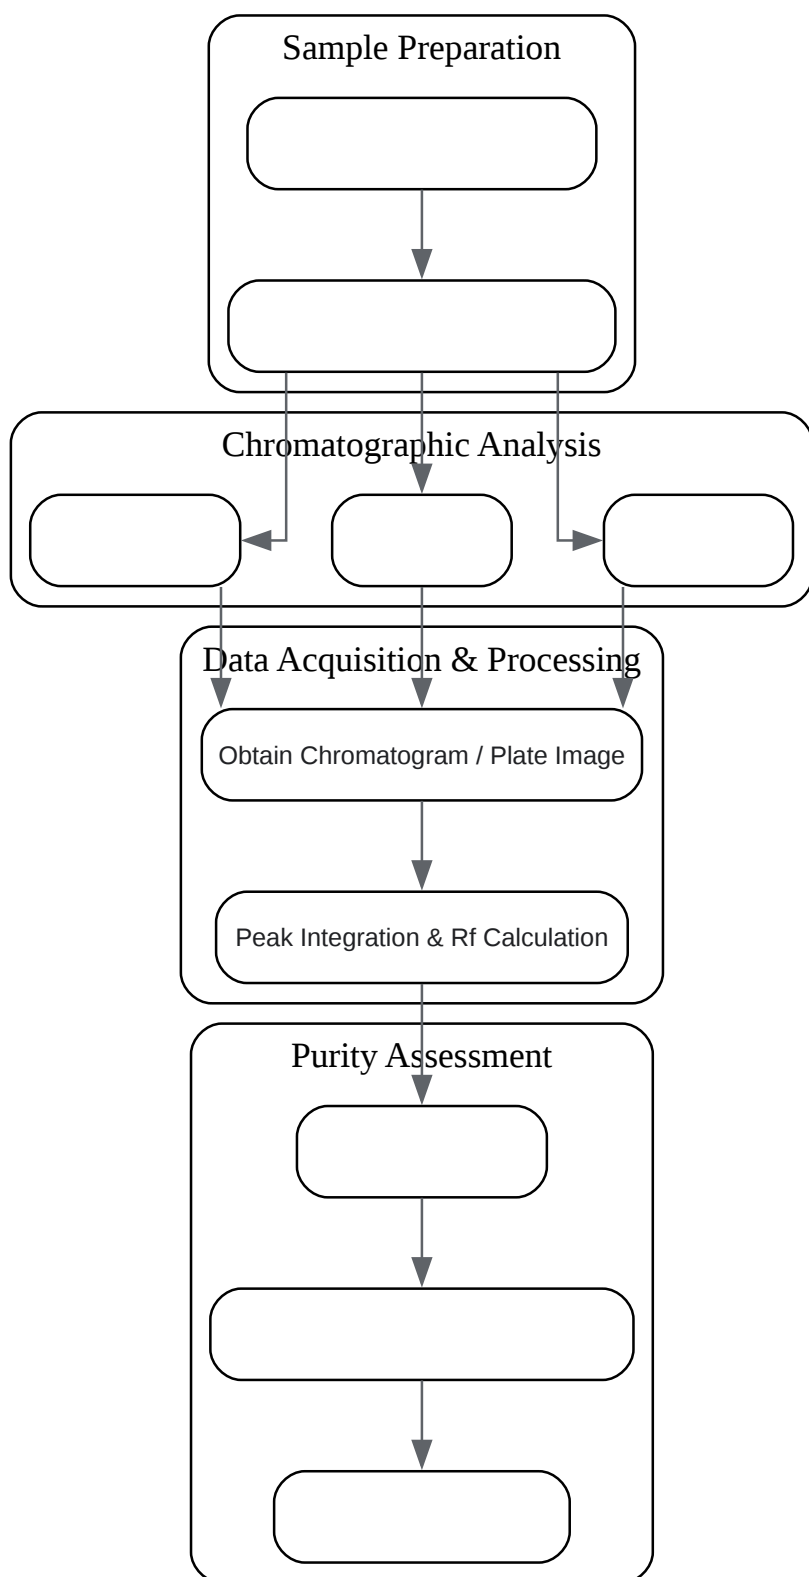 Sample Preparation
Chromatographic Analysis
Data Acquisition & Processing
Obtain Chromatogram / Plate Image
Peak Integration & Rf Calculation
Purity Assessment